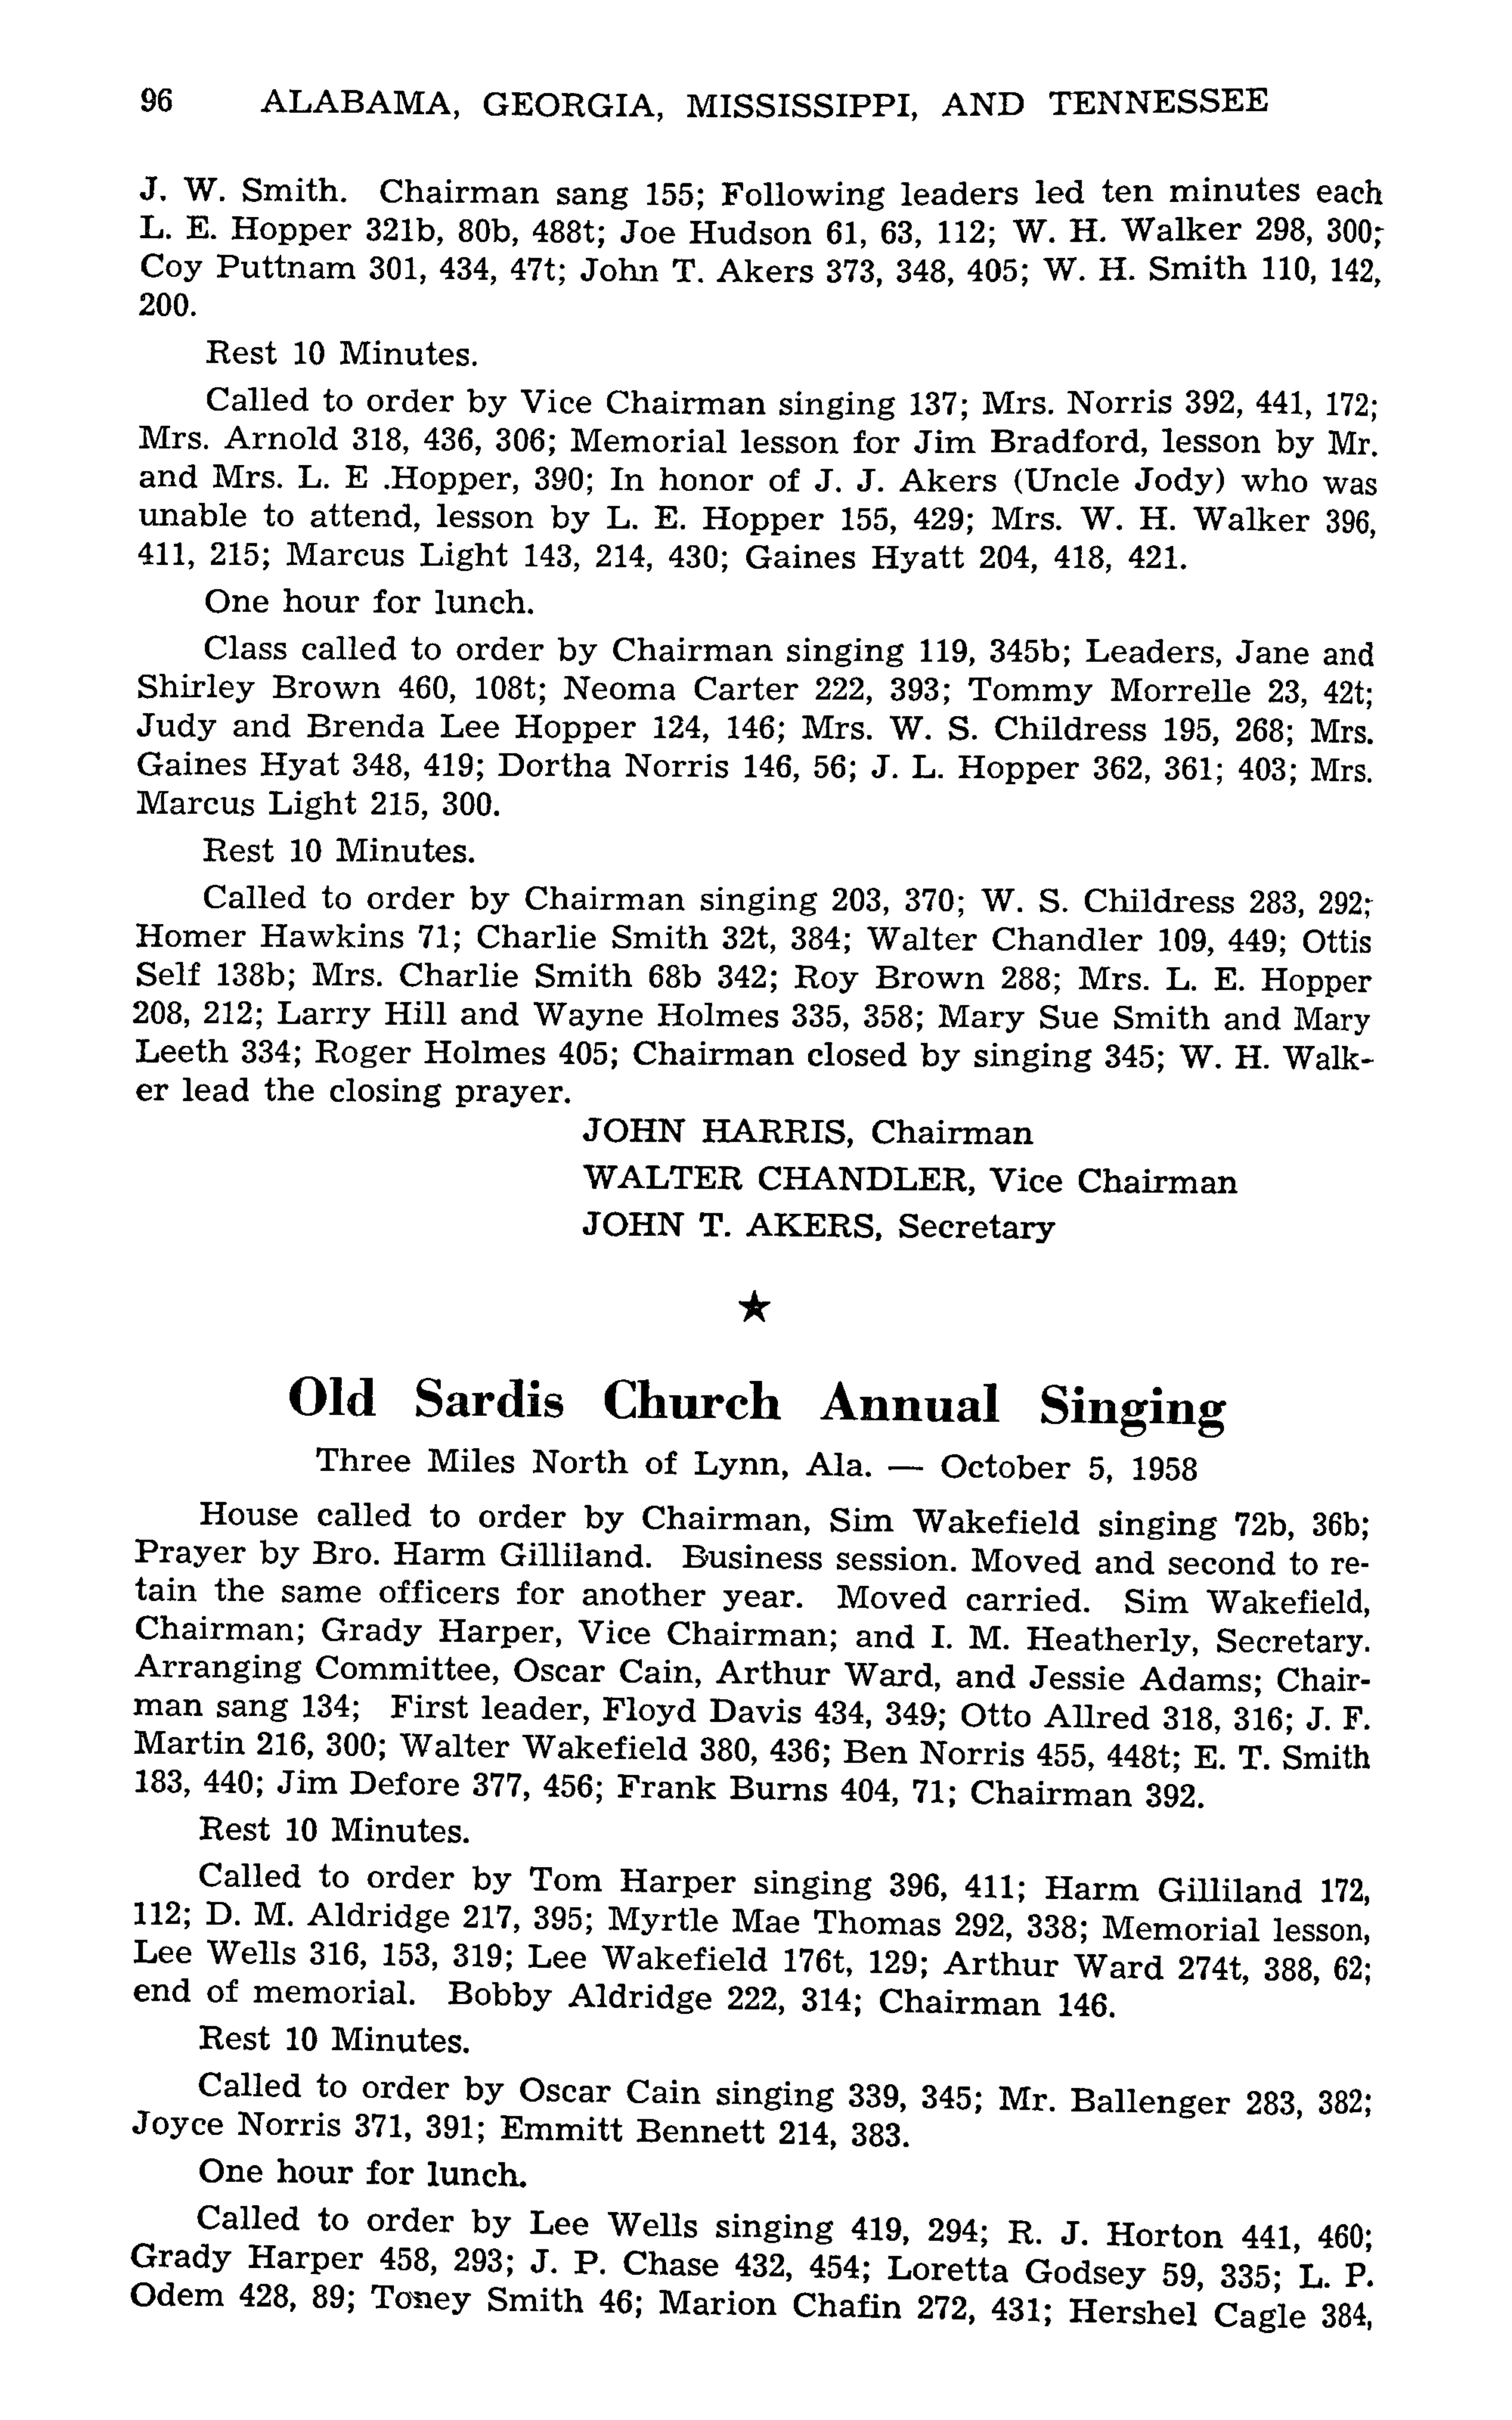 96 ALABAMA, GEORGIA, MISSISSIPPI, AND TENNESSEE
J. W. Smith. Chairman sang 155; Following leaders led ten minutes each
L. E. Hopper 321b, 80b, 488t; Joe Hudson 61, 63, 112; W. H. Walker 298, 300;
Coy Puttnam 301, 434, 47t; John T. Akers 373, 348, 405; W. H. Smith 110, 142,
200.
Rest 10 Minutes.
Called to order by Vice Chairman singing 137; Mrs. Norris 392, 441, 172;
Mrs. Arnold 318, 436, 306; Memorial lesson for Jim Bradford, lesson by Mr.
and Mrs. L. E .Hopper, 390; In honor of J. J. Akers (Uncle Jody) who was
unable to attend, lesson by L. E. Hopper 155, 429; Mrs. W. H. Walker 396,
411, 215; Marcus Light 143, 214, 430; Gaines Hyatt 204, 418, 421.
One hour for lunch.
Class called to order by Chairman singing 119, 345b; Leaders, Jane and
Shirley Brown 460, 108t; Neoma Carter 222, 393; Tommy Morrelle 23, 42t;
Judy and Brenda Lee Hopper 124, 146; Mrs. W. S. Childress 195, 268; Mrs.
Gaines Hyat 348, 419; Dortha Norris 146, 56; J. L. Hopper 362, 361; 403; Mrs.
Marcus Light 215, 300.
Rest 10 Minutes.
Called to order by Chairman singing 203, 370; W. S. Childress 283, 292;
Homer Hawkins 71; Charlie Smith 32t, 384; Walter Chandler 109, 449; Ottis
Self 138b; Mrs. Charlie Smith 68b 342; Roy Brown 288; Mrs. L. E. Hopper
208, 212; Larry Hill and Wayne Holmes 335, 358; Mary Sue Smith and Mary
Leeth 334; Roger Holmes 405; Chairman closed by singing 345; W. H. Walk-
er lead the closing prayer.
JOHN HARRIS, Chairman
WALTER CHANDLER, Vice Chairman
JOHN T. AKERS, Secretary
★
Old Sardis Church Annual Singing
Three Miles North of Lynn, Ala. — October 5, 1958
House called to order by Chairman, Sim Wakefield singing 72b, 36b;
Prayer by Bro. Harm Gilliland. Business session. Moved and second to re-
tain the same officers for another year. Moved carried. Sim Wakefield,
Chairman; Grady Harper, Vice Chairman; and I. M. Heatherly, Secretary.
Arranging Committee, Oscar Cain, Arthur Ward, and Jessie Adams; Chair-
man sang 134; First leader, Floyd Davis 434, 349; Otto Allred 318, 316; J. F.
Martin 216, 300; Walter Wakefield 380, 436; Ben Norris 455, 448t; E. T. Smith
183, 440; Jim Defore 377, 456; Frank Burns 404, 71; Chairman 392.
Rest 10 Minutes.
Called to order by Tom Harper singing 396, 411; Harm Gilliland 172,
112; D. M. Aldridge 217, 395; Myrtle Mae Thomas 292, 338; Memorial lesson,
Lee Wells 316, 153, 319; Lee Wakefield 176t, 129; Arthur Ward 274t, 388, 62;
end of memorial. Bobby Aldridge 222, 314; Chairman 146.
Rest 10 Minutes.
Called to order by Oscar Cain singing 339, 345; Mr. Ballenger 283, 382;
Joyce Norris 371, 391; Emmitt Bennett 214, 383.
One hour for lunch.
Called to order by Lee Wells singing 419, 294; R. J. Horton 441, 460;
Grady Harper 458, 293; J. P. Chase 432, 454; Loretta Godsey 59, 335; L. P.
Odem 428, 89; Toney Smith 46; Marion Chafin 272, 431; Hershel Cagle 384,